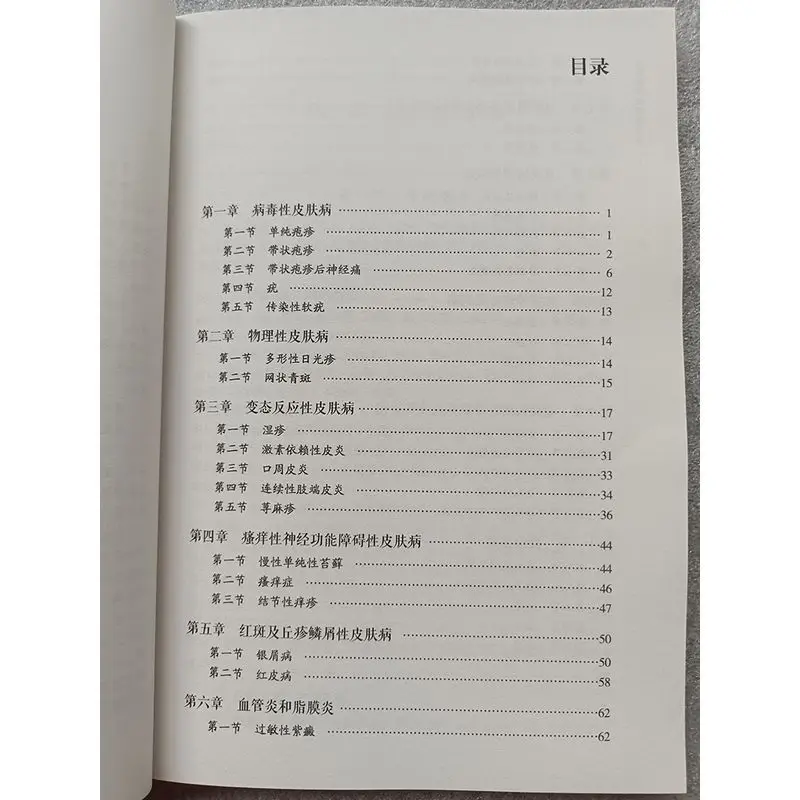 目录
第一章 病毒性皮肤病 1
第一节 单纯疱疹 1
第二节 带状疱疹 2
第三节 带状疱疹后神经痛 6
第四节 疣 12
第五节 传染性软疣 13
第二章 物理性皮肤病 14
第一节 多形性日光疹 14
第二节 网状青斑 15
第三章 变态反应性皮肤病 17
第一节 湿疹 17
第二节 激素依赖性皮炎 31
第三节 口周皮炎 33
第四节 连续性肢端皮炎 34
第五节 荨麻疹 36
第四章 瘙痒性神经功能障碍性皮肤病 44
第一节 慢性单纯性苔藓 44
第二节 瘙痒症 46
第三节 结节性痒疹 47
第五章 红斑及丘疹鳞屑性皮肤病 50
第一节 银屑病 50
第二节 红皮病 58
第六章 血管炎和脂膜炎 62
第一节 过敏性紫癜 62